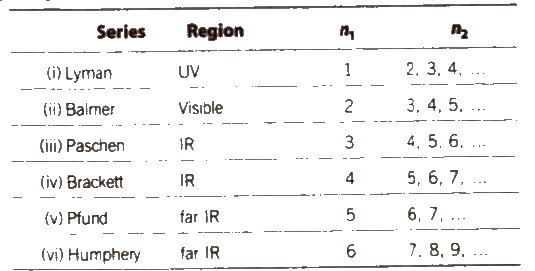 Series Region n₁ n₂
(i) Lyman UV 1 2, 3, 4, ...
(ii) Balmer Visible 2 3, 4, 5, ...
(iii) Paschen IR 3 4, 5, 6, ...
(iv) Brackett IR 4 5, 6, 7, ...
(v) Pfund far IR 5 6, 7, ...
(vi) Humphery far IR 6 7, 8, 9, ...